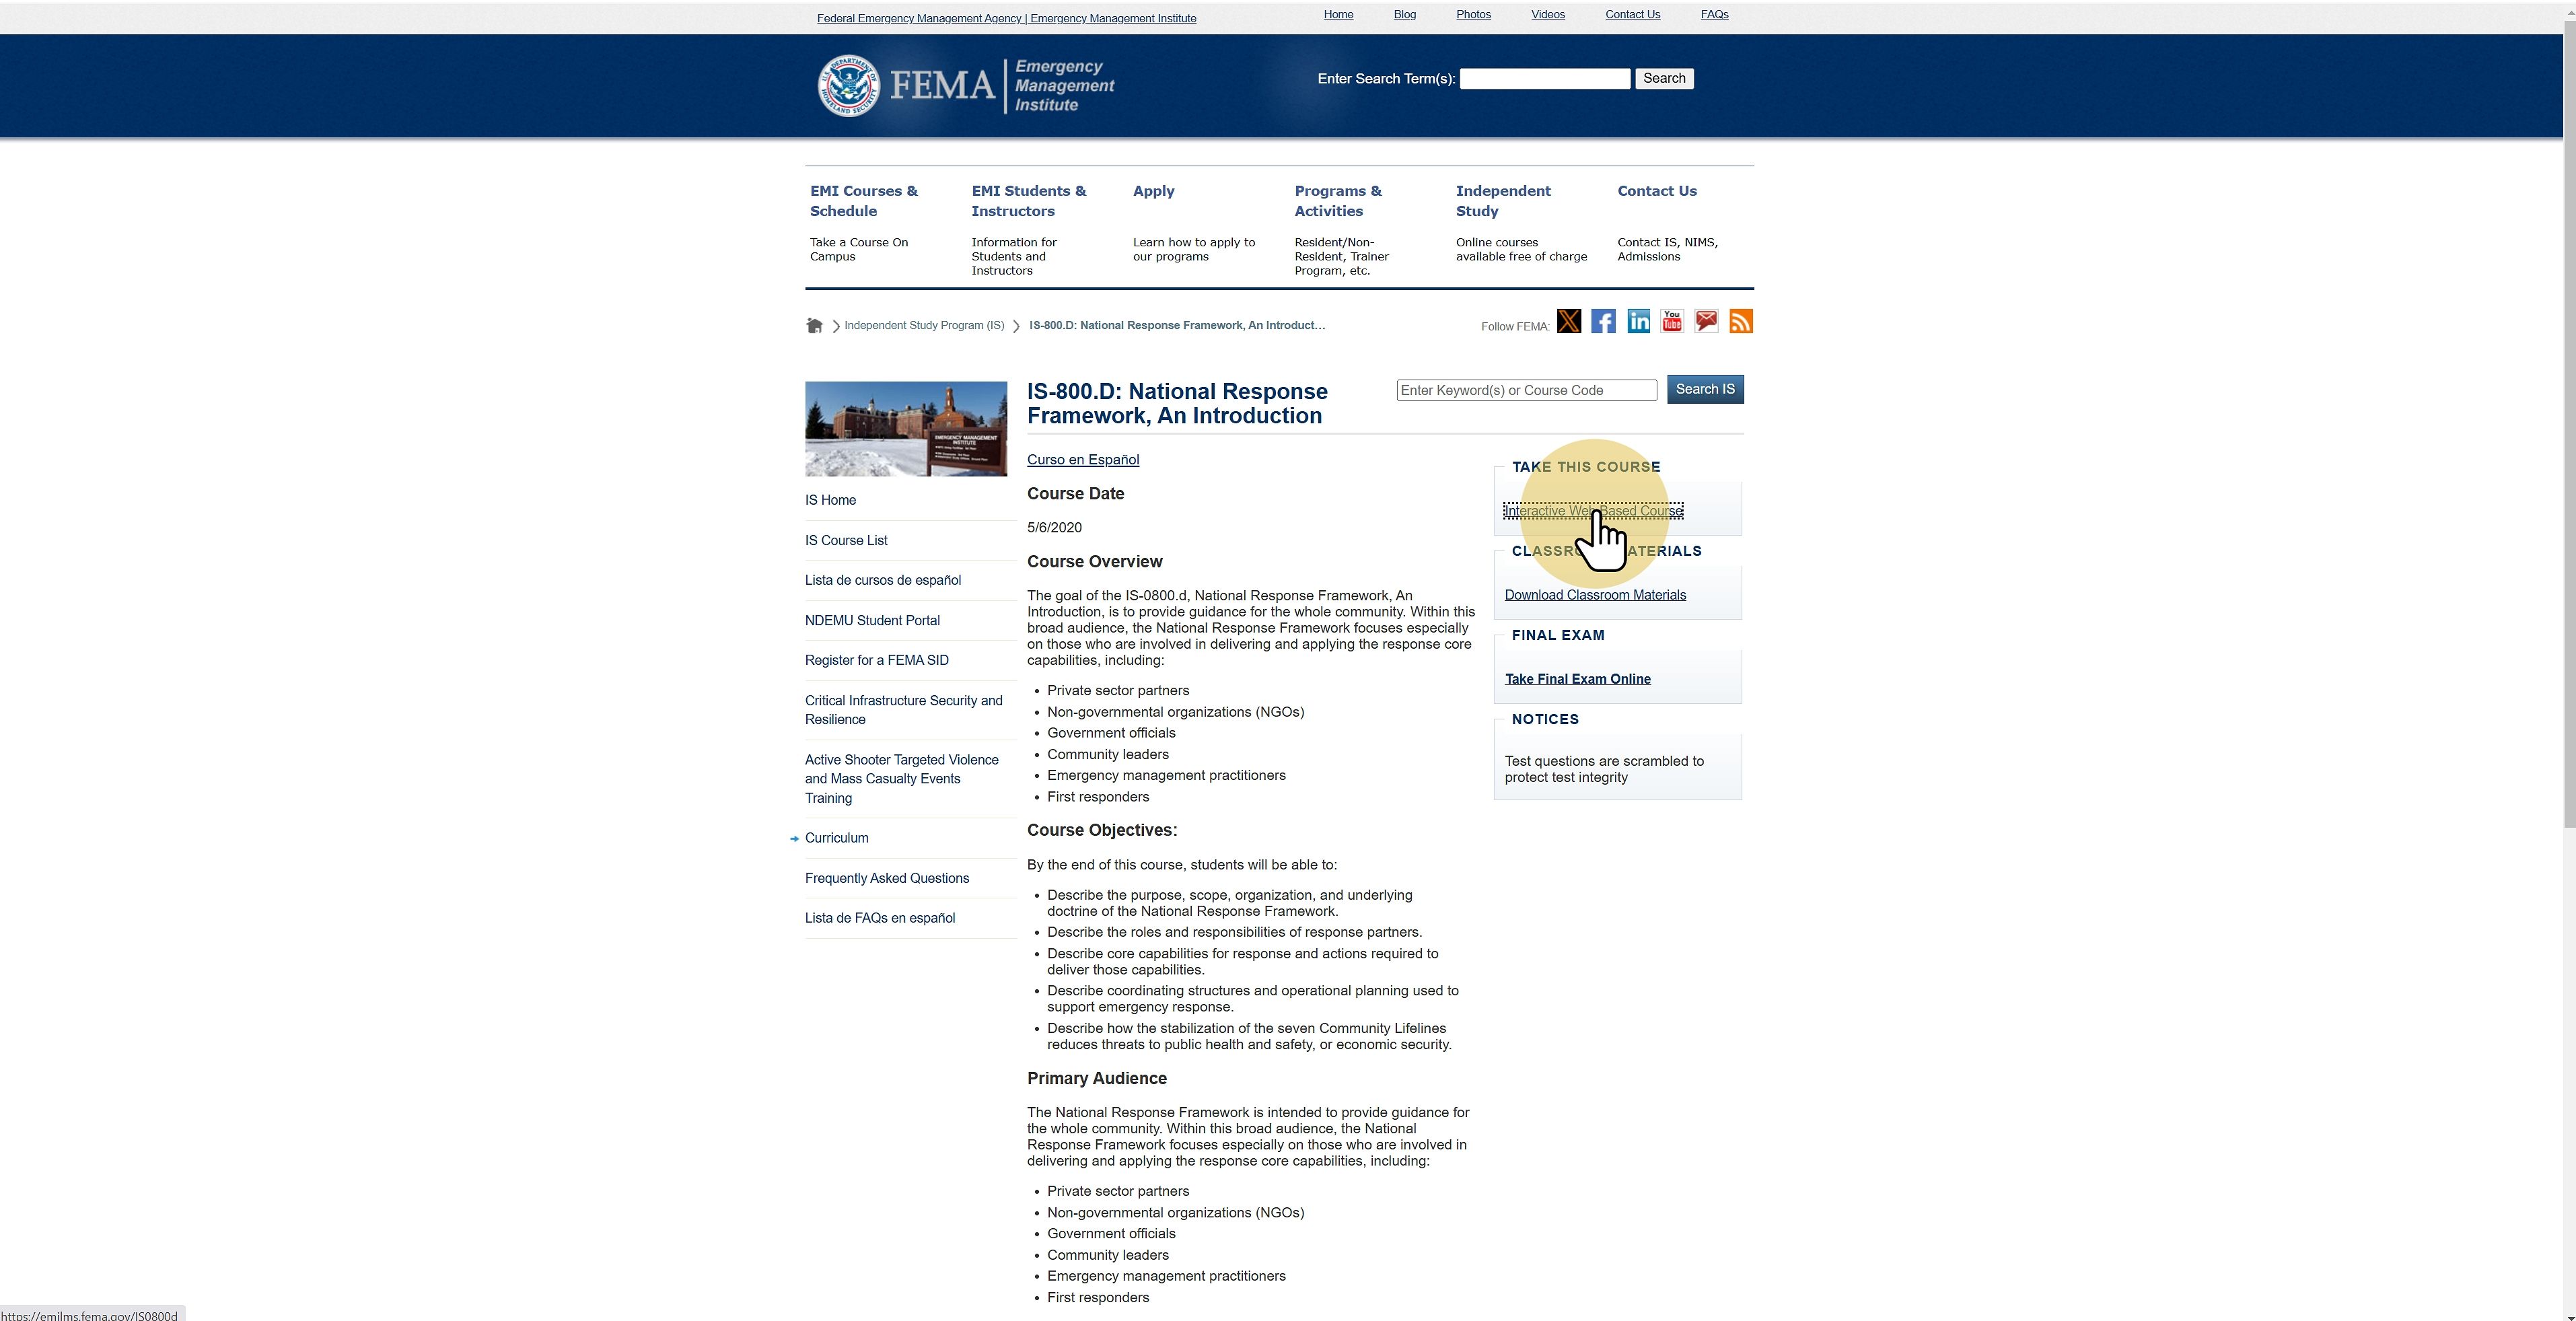 Federal Emergency Management Agency | Emergency Management Institute
Home
Blog
Photos
Videos
Contact Us
FAQs
FEMA
Emergency
Management
Institute
Enter Search Term(s):
Search
EMI Courses &
Schedule
Take a Course On
Campus
EMI Students &
Instructors
Information for
Students and
Instructors
Apply
Learn how to apply to
our programs
Programs &
Activities
Resident/Non-
Resident, Trainer
Program, etc.
Independent
Study
Online courses
available free of charge
Contact Us
Contact IS, NIMS,
Admissions
Independent Study Program (IS)
IS-800.D: National Response Framework, An Introduct...
Follow FEMA:
You
Tube
EMERGENCY MANAGEMENT
INSTITUTE
IS Home
IS Course List
Lista de cursos de español
NDEMU Student Portal
Register for a FEMA SID
Critical Infrastructure Security and
Resilience
Active Shooter Targeted Violence
and Mass Casualty Events
Training
Curriculum
Frequently Asked Questions
Lista de FAQs en español
IS-800.D: National Response
Framework, An Introduction
Enter Keyword(s) or Course Code
Search IS
Curso en Español
Course Date
5/6/2020
Course Overview
The goal of the IS-0800.d, National Response Framework, An
Introduction, is to provide guidance for the whole community. Within this
broad audience, the National Response Framework focuses especially
on those who are involved in delivering and applying the response core
capabilities, including:
• Private sector partners
• Non-governmental organizations (NGOs)
• Government officials
• Community leaders
• Emergency management practitioners
• First responders
Course Objectives:
By the end of this course, students will be able to:
• Describe the purpose, scope, organization, and underlying
doctrine of the National Response Framework.
• Describe the roles and responsibilities of response partners.
• Describe core capabilities for response and actions required to
deliver those capabilities.
• Describe coordinating structures and operational planning used to
support emergency response.
• Describe how the stabilization of the seven Community Lifelines
reduces threats to public health and safety, or economic security.
Primary Audience
The National Response Framework is intended to provide guidance for
the whole community. Within this broad audience, the National
Response Framework focuses especially on those who are involved in
delivering and applying the response core capabilities, including:
• Private sector partners
• Non-governmental organizations (NGOs)
• Government officials
• Community leaders
• Emergency management practitioners
• First responders
TAKE THIS COURSE
Interactive Web Based Course
CLASSROOM MATERIALS
Download Classroom Materials
FINAL EXAM
Take Final Exam Online
NOTICES
Test questions are scrambled to
protect test integrity
https://emilms.fema.gov/IS0800d